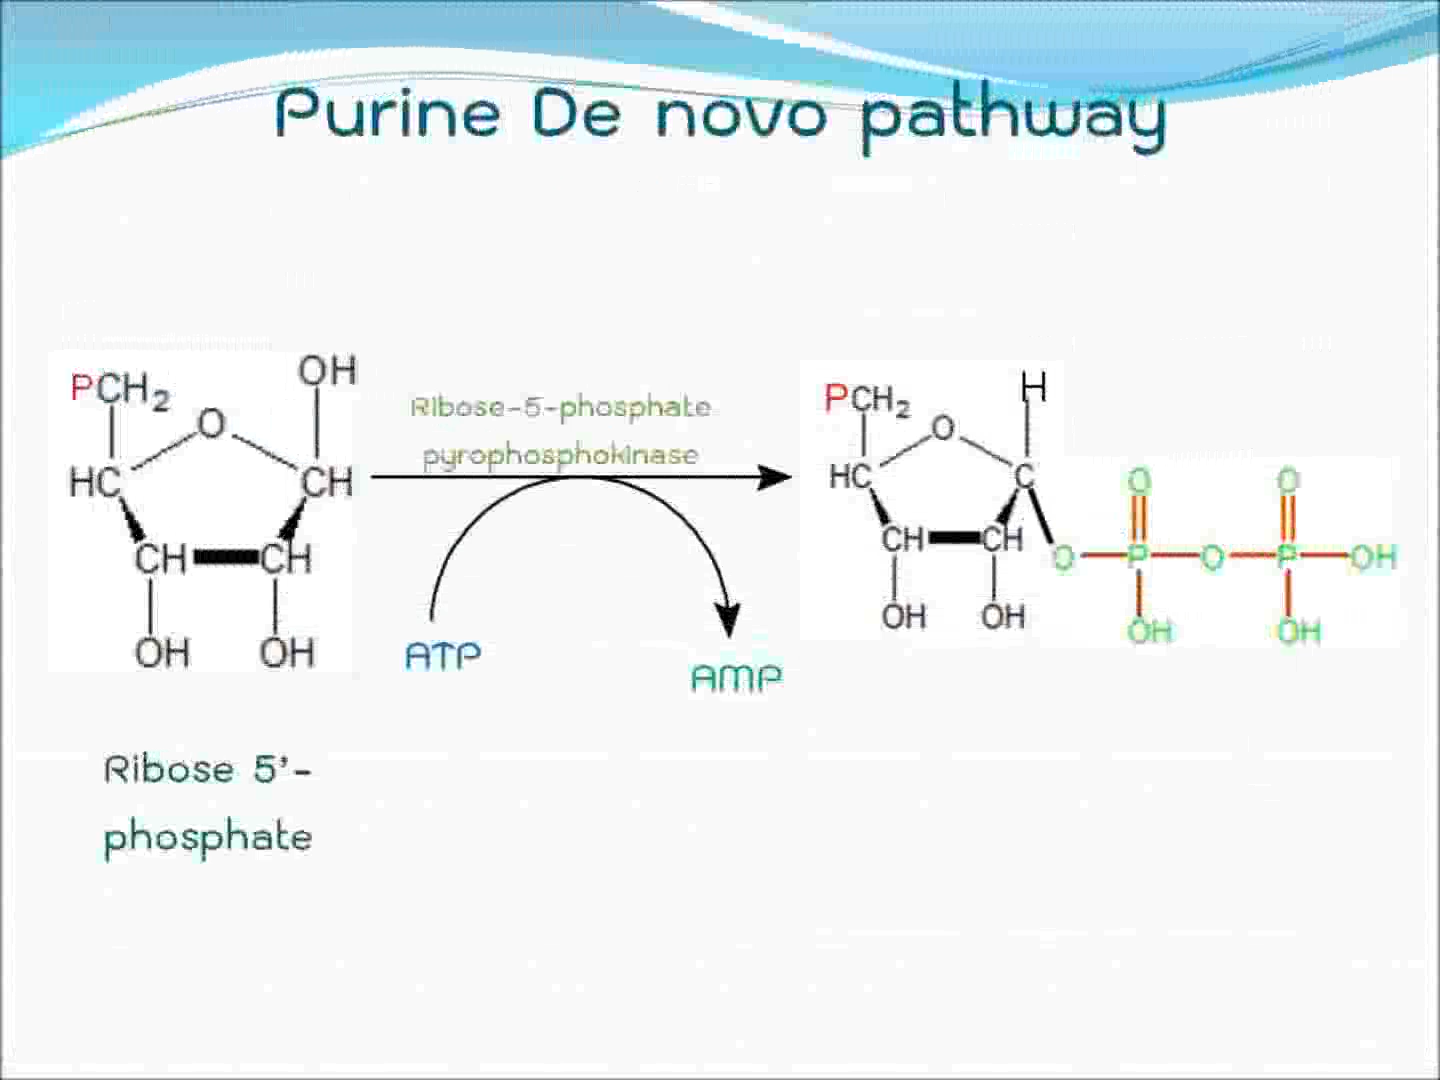 Purine De novo pathway
OH
PCH2
O
HC
CH
CH
CH
OH
OH
Ribose-5-phosphate
pyrophosphokinase
ATP
AMP
H
PCH2
O
HC
C
CH
CH
OH
OH
O
O
O
P
O
P
OH
OH
OH
Ribose 5'-
phosphate